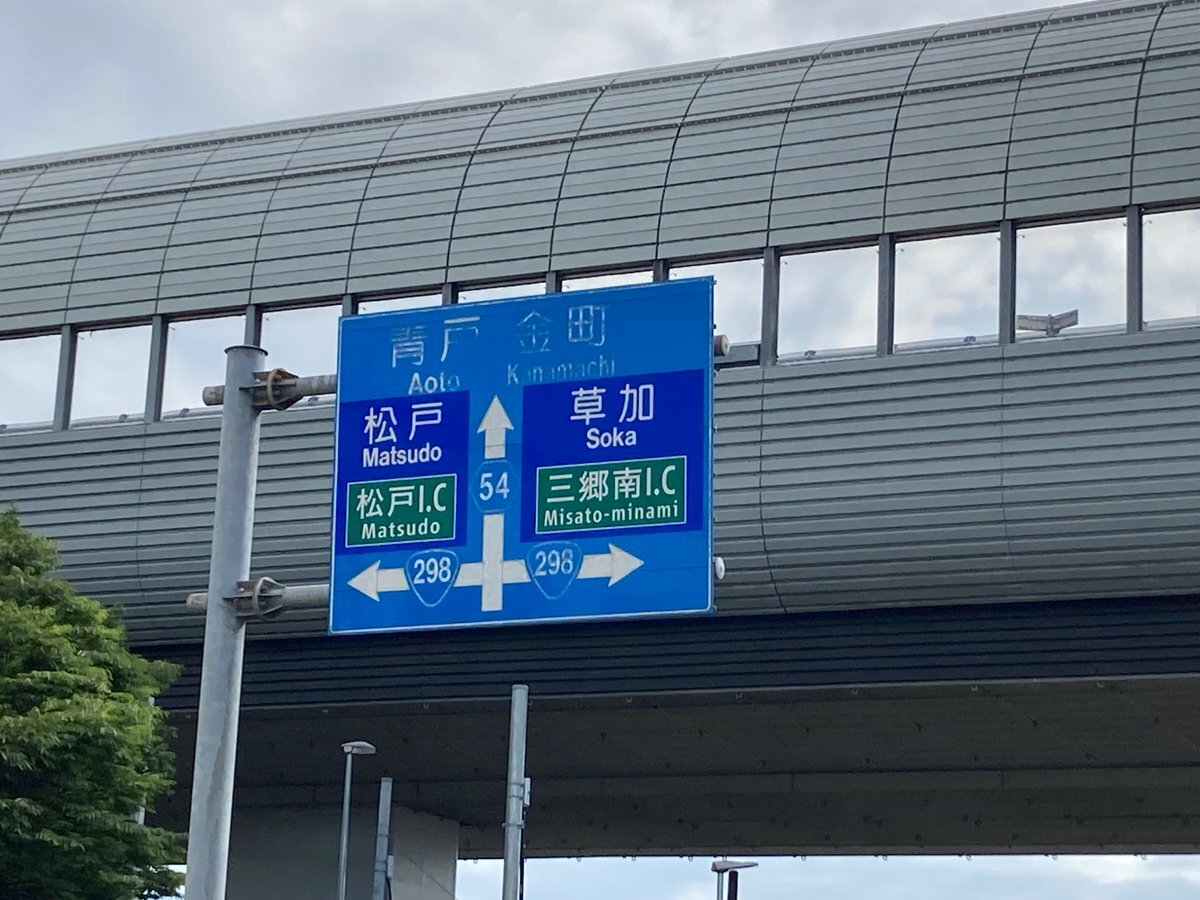 青戸 金町
Aoto Kanamachi
松戸
Matsudo
松戸I.C
Matsudo
54
草加
Soka
三郷南I.C
Misato-minami
298
298